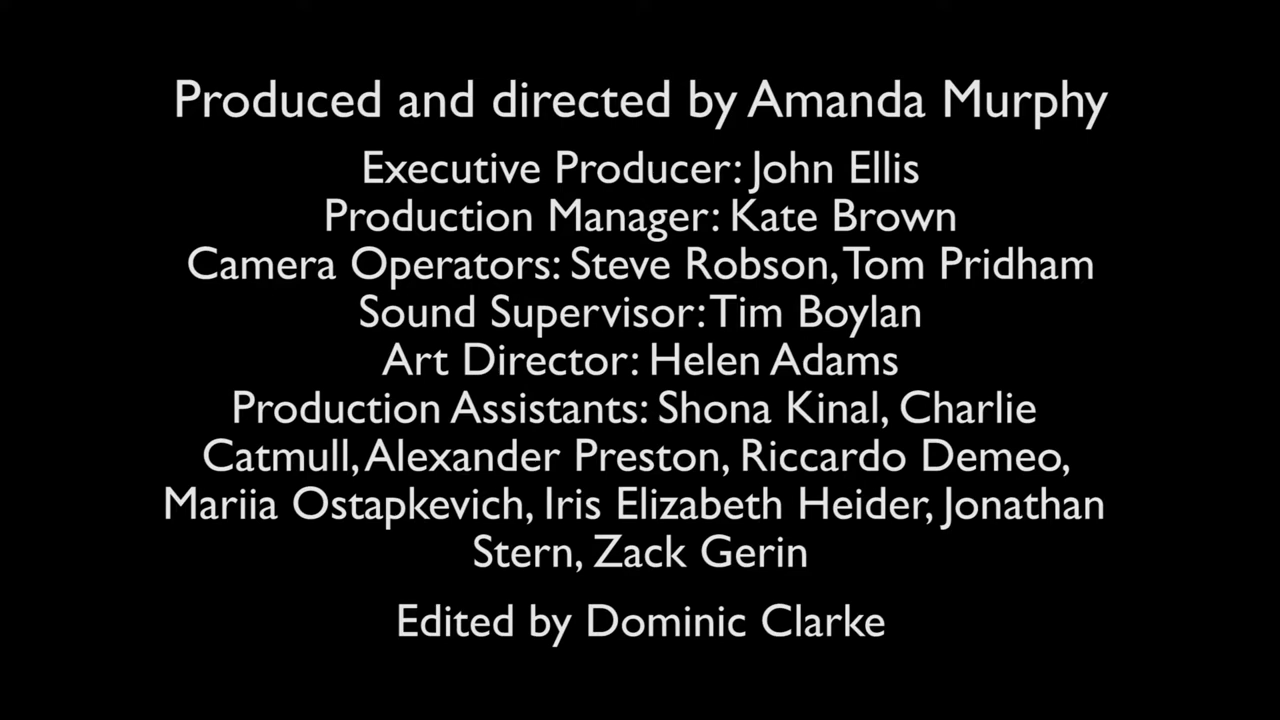 Produced and directed by Amanda Murphy
Executive Producer: John Ellis
Production Manager: Kate Brown
Camera Operators: Steve Robson, Tom Pridham
Sound Supervisor: Tim Boylan
Art Director: Helen Adams
Production Assistants: Shona Kinal, Charlie
Catmull, Alexander Preston, Riccardo Demeo,
Mariia Ostapkevich, Iris Elizabeth Heider, Jonathan
Stern, Zack Gerin
Edited by Dominic Clarke